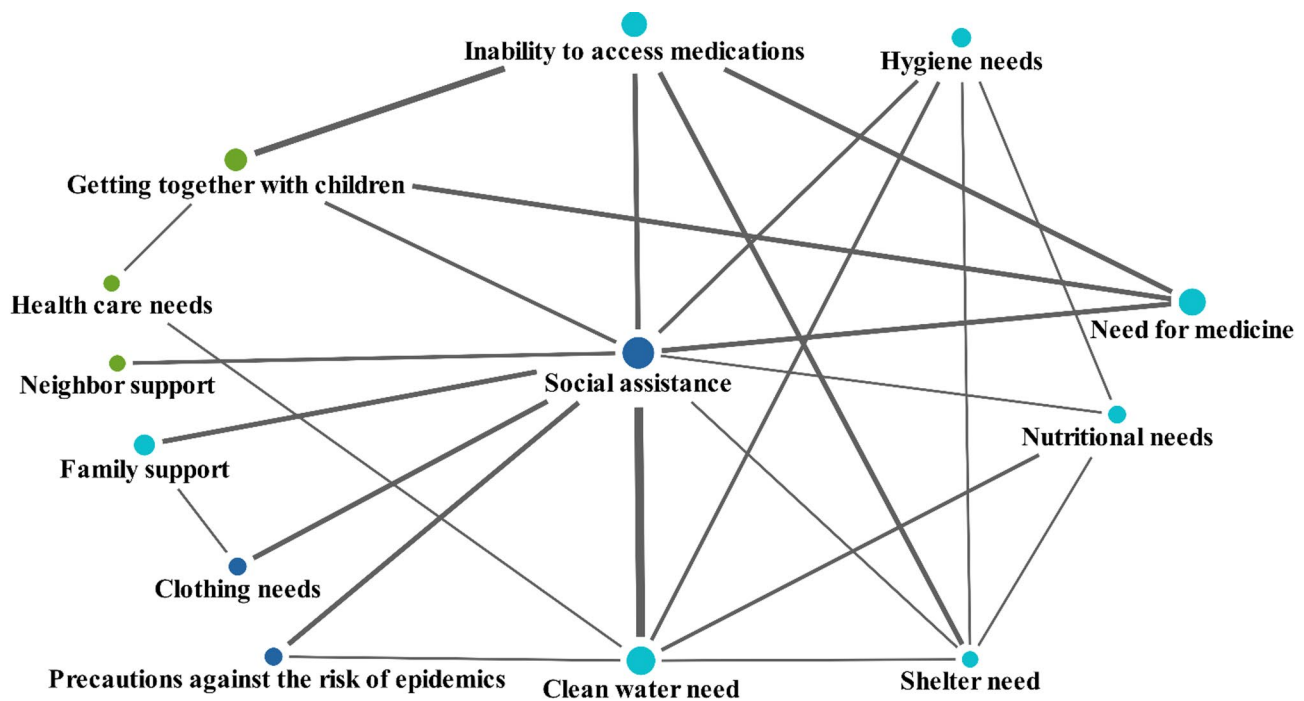 Inability to access medications
Hygiene needs
Getting together with children
Health care needs
Need for medicine
Neighbor support
Social assistance
Nutritional needs
Family support
Clothing needs
Precautions against the risk of epidemics
Clean water need
Shelter need